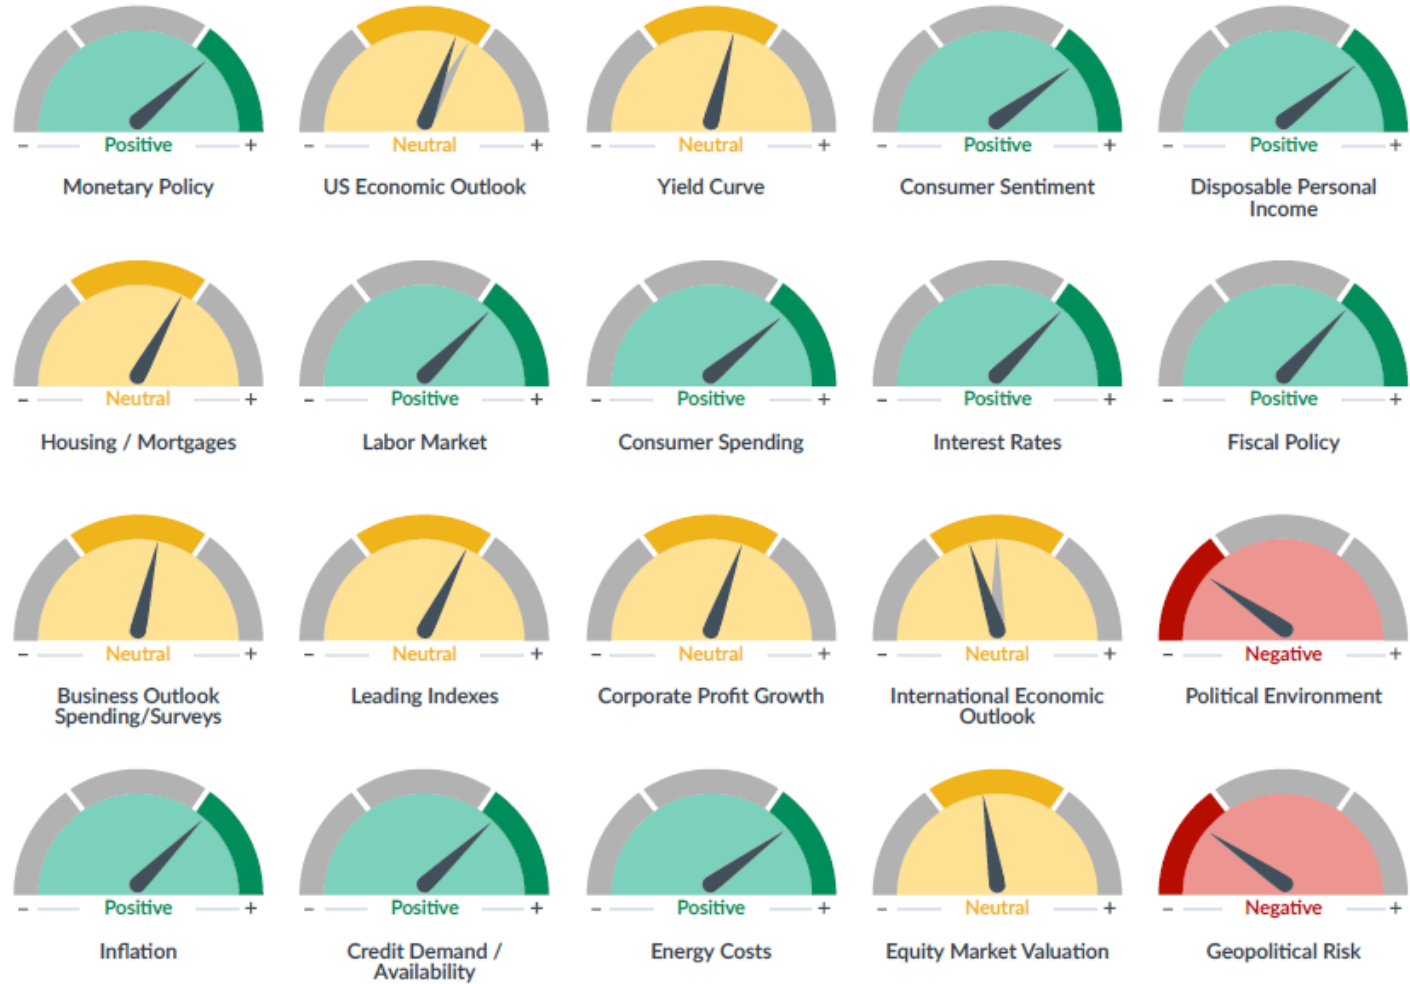 – Positive +
– Neutral +
– Neutral +
– Positive +
– Positive +
Monetary Policy
US Economic Outlook
Yield Curve
Consumer Sentiment
Disposable Personal
Income
– Neutral +
– Positive +
– Positive +
– Positive +
– Positive +
Housing / Mortgages
Labor Market
Consumer Spending
Interest Rates
Fiscal Policy
– Neutral +
– Neutral +
– Neutral +
– Neutral +
– Negative +
Business Outlook
Spending/Surveys
Leading Indexes
Corporate Profit Growth
International Economic
Outlook
Political Environment
– Positive +
– Positive +
– Positive +
– Neutral +
– Negative +
Inflation
Credit Demand /
Availability
Energy Costs
Equity Market Valuation
Geopolitical Risk